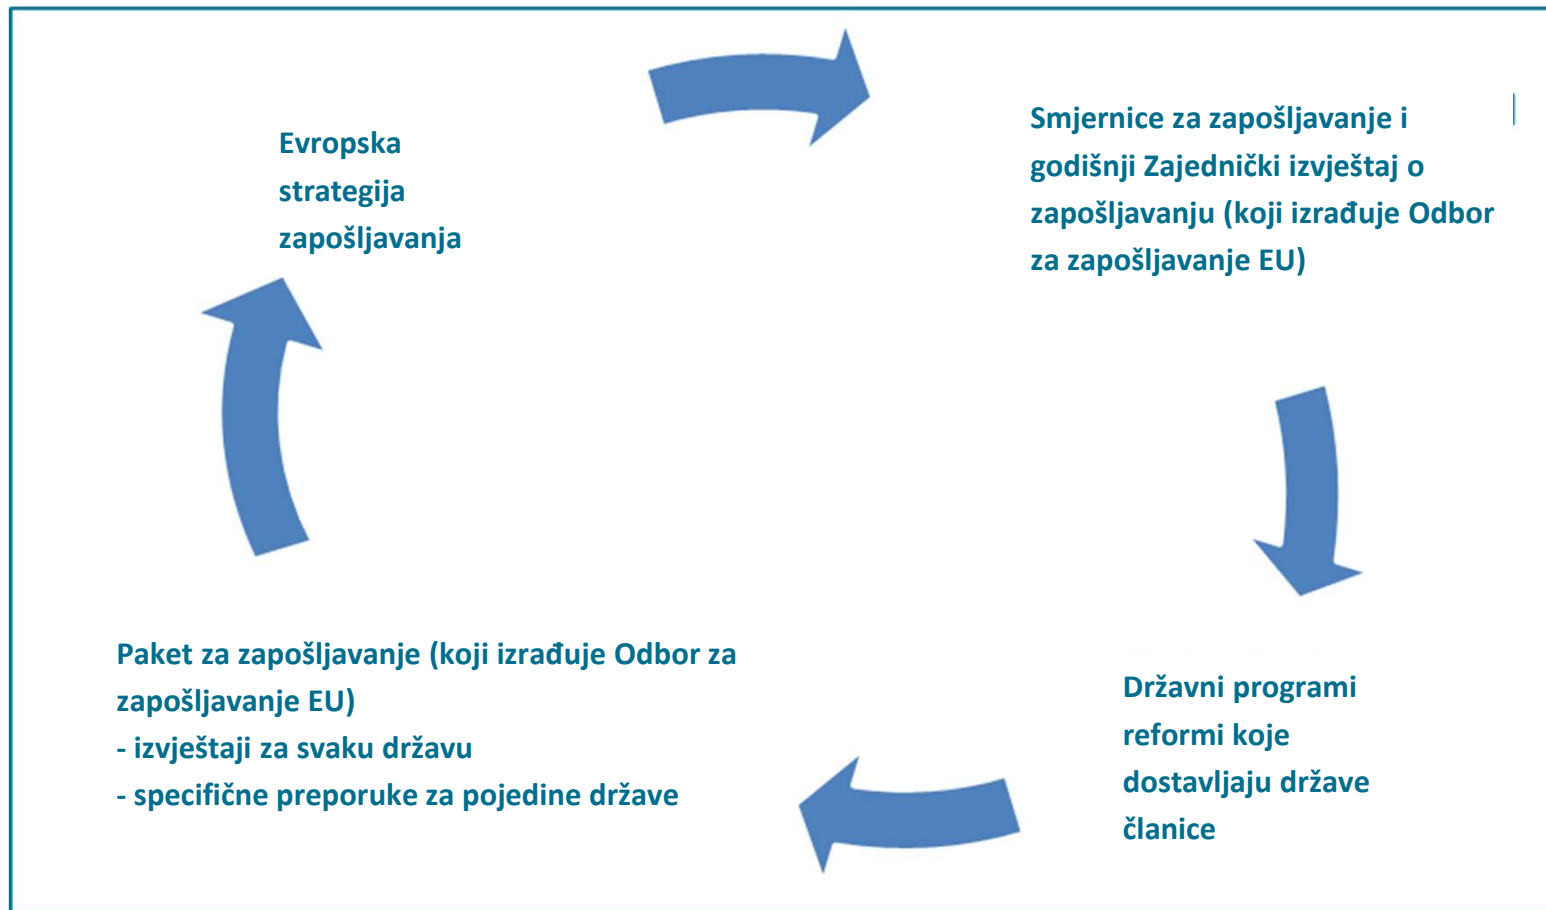 Evropska
strategija
zapošljavanja
Smjernice za zapošljavanje i
godišnji Zajednički izvještaj o
zapošljavanju (koji izrađuje Odbor
za zapošljavanje EU)
Državni programi
reformi koje
dostavljaju države
članice
Paket za zapošljavanje (koji izrađuje Odbor za
zapošljavanje EU)
- izvještaji za svaku državu
- specifične preporuke za pojedine države